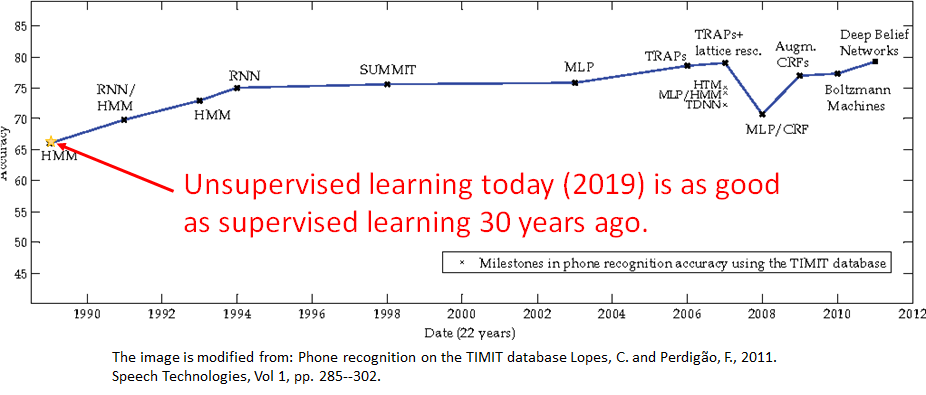 85
80
75
70
65
60
55
50
45
Accuracy
HMM
RNN/
HMM
HMM
RNN
SUMMIT
MLP
TRAPs
TRAPs+
lattice resc.
HTM
MLP/HMM
TDNN
MLP/CRF
Augm.
CRFs
Boltzmann
Machines
Deep Belief
Networks
Unsupervised learning today (2019) is as good
as supervised learning 30 years ago.
× Milestones in phone recognition accuracy using the TIMIT database
1990 1992 1994 1996 1998 2000 2002 2004 2006 2008 2010 2012
Date (22 years)
The image is modified from: Phone recognition on the TIMIT database Lopes, C. and Perdigão, F., 2011.
Speech Technologies, Vol 1, pp. 285--302.